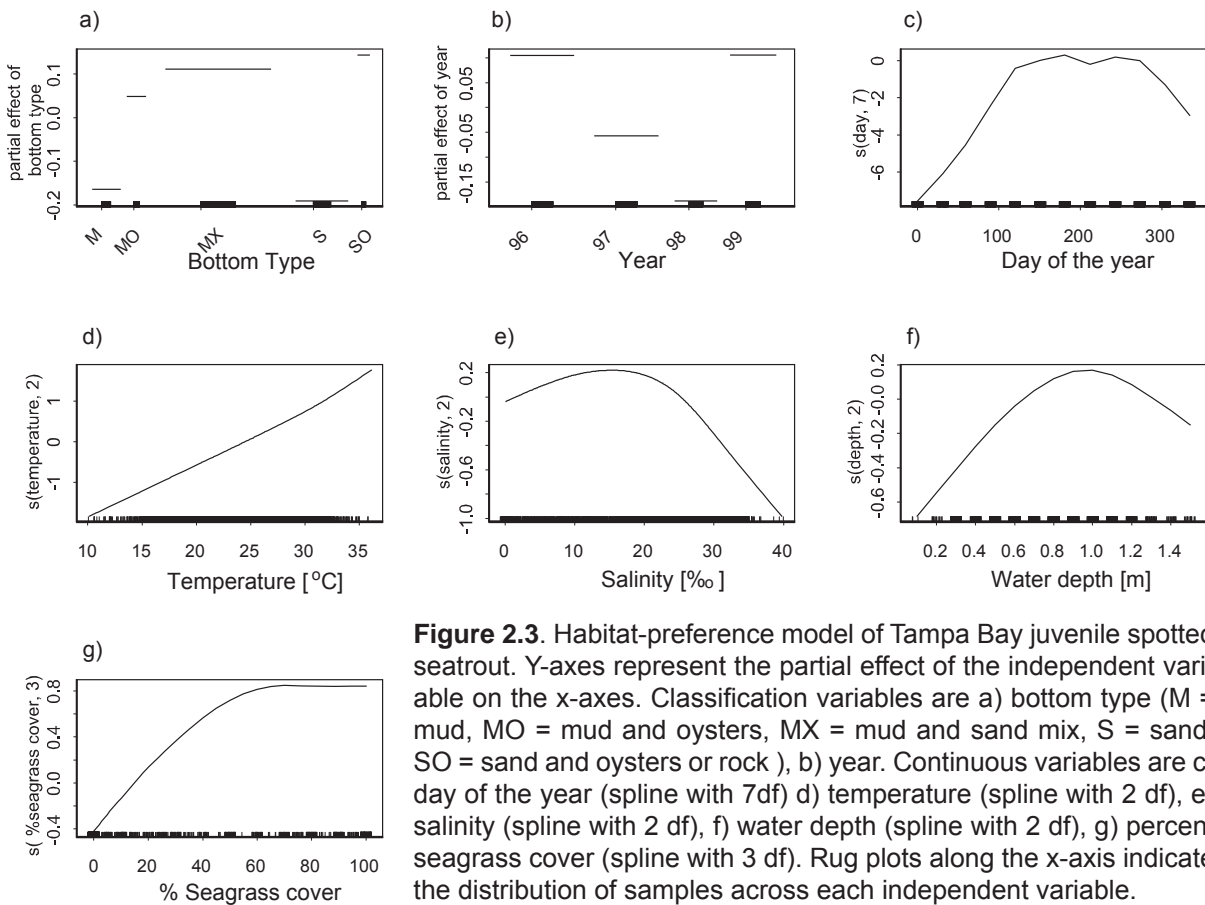 a)
partial effect of
bottom type
0.1
0.0
-0.1
-0.2
M
MO
MX
S
SO
Bottom Type
b)
partial effect of year
0.05
-0.05
-0.15
96
97
98
99
Year
c)
s(day, 7)
0
-2
-4
-6
0 100 200 300
Day of the year
d)
s(temperature, 2)
1
0
-1
10 15 20 25 30 35
Temperature [ °C]
e)
s(salinity, 2)
0.2
-0.2
-0.6
-1.0
0 10 20 30 40
Salinity [‰ ]
f)
s(depth, 2)
0.2
-0.0
-0.2
-0.4
-0.6
0.2 0.4 0.6 0.8 1.0 1.2 1.4
Water depth [m]
g)
s( %seagrass cover, 3)
0.8
0.4
0.0
-0.4
0 20 40 60 80 100
% Seagrass cover
Figure 2.3. Habitat-preference model of Tampa Bay juvenile spotted
seatrout. Y-axes represent the partial effect of the independent vari-
able on the x-axes. Classification variables are a) bottom type (M =
mud, MO = mud and oysters, MX = mud and sand mix, S = sand
SO = sand and oysters or rock ), b) year. Continuous variables are c
day of the year (spline with 7df) d) temperature (spline with 2 df), e
salinity (spline with 2 df), f) water depth (spline with 2 df), g) percen
seagrass cover (spline with 3 df). Rug plots along the x-axis indicate
the distribution of samples across each independent variable.